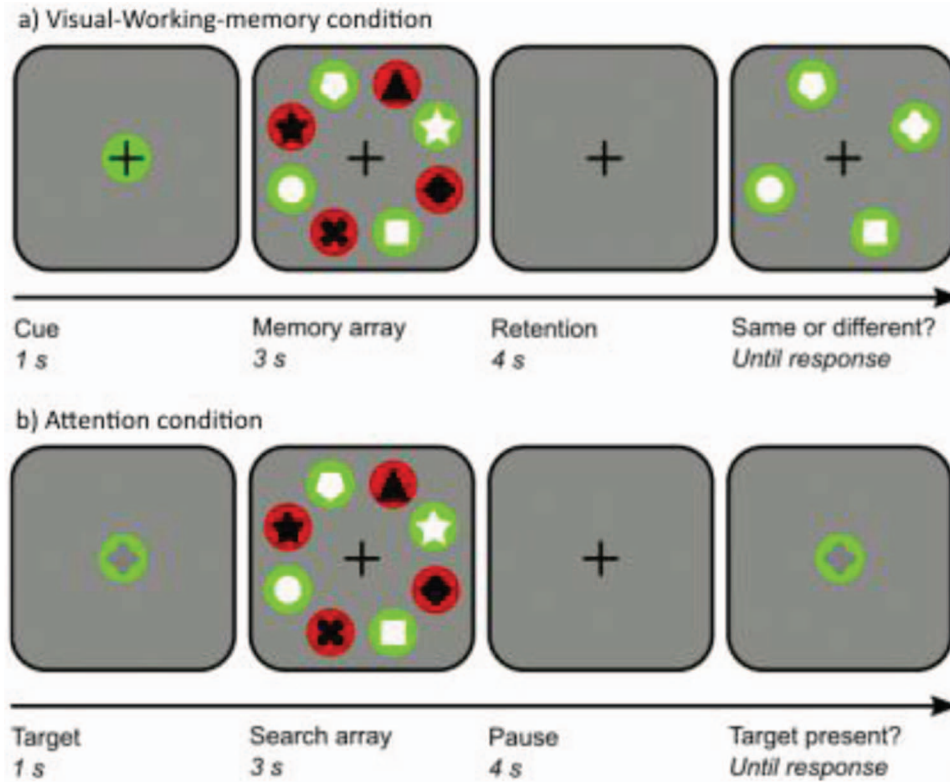 a) Visual-Working-memory condition
Cue Memory array Retention Same or different?
1 s 3 s 4 s Until response
b) Attention condition
Target Search array Pause Target present?
1 s 3 s 4 s Until response